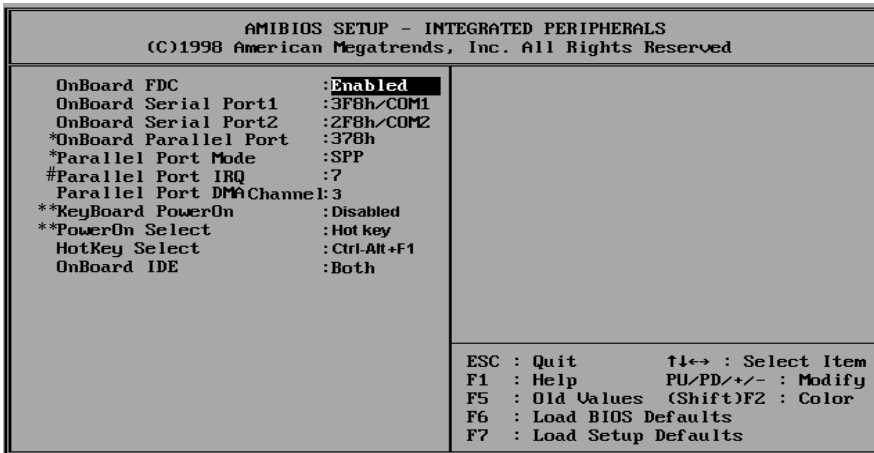 AMIBIOS SETUP - INTEGRATED PERIPHERALS
(C)1998 American Megatrends, Inc. All Rights Reserved
OnBoard FDC :Enabled
OnBoard Serial Port1 :3F8h/COM1
OnBoard Serial Port2 :2F8h/COM2
*OnBoard Parallel Port :378h
*Parallel Port Mode :SPP
#Parallel Port IRQ :7
Parallel Port DMA Channel:3
**KeyBoard PowerOn :Disabled
**PowerOn Select :Hot key
HotKey Select :Ctrl-Alt+F1
OnBoard IDE :Both
ESC : Quit ↑↓←→ : Select Item
F1 : Help PU/PD/+/- : Modify
F5 : Old Values (Shift)F2 : Color
F6 : Load BIOS Defaults
F7 : Load Setup Defaults